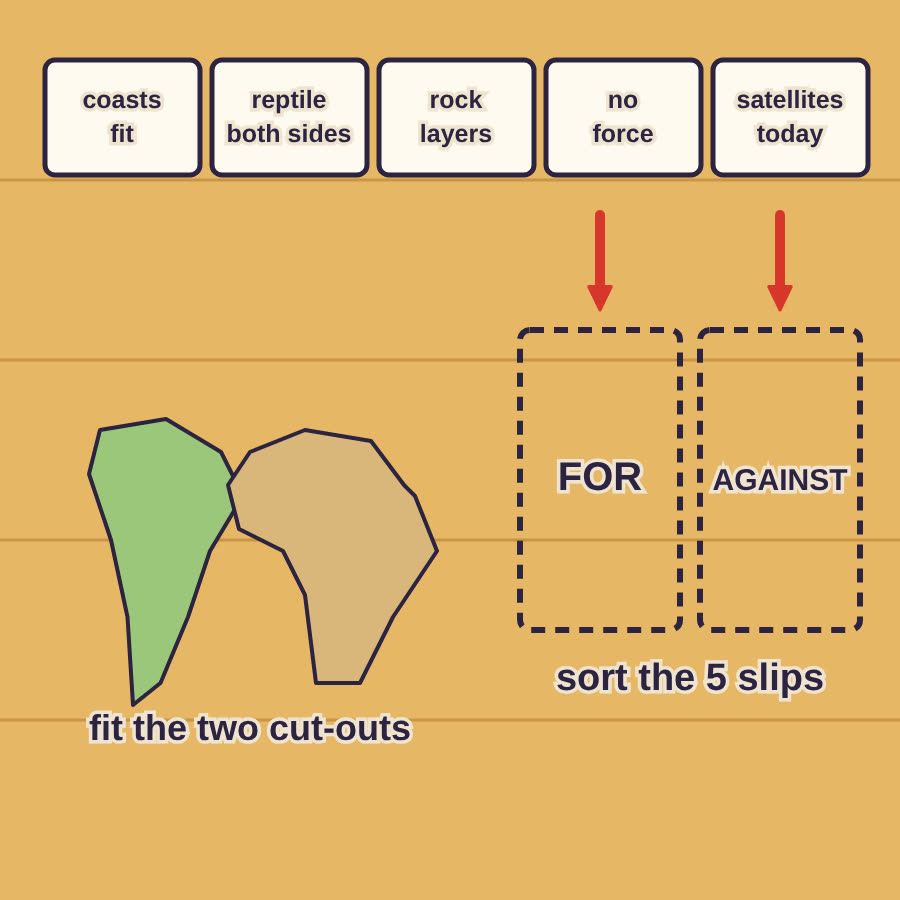 coasts
fit
reptile
both sides
rock
layers
no
force
satellites
today
FOR
AGAINST
sort the 5 slips
fit the two cut-outs